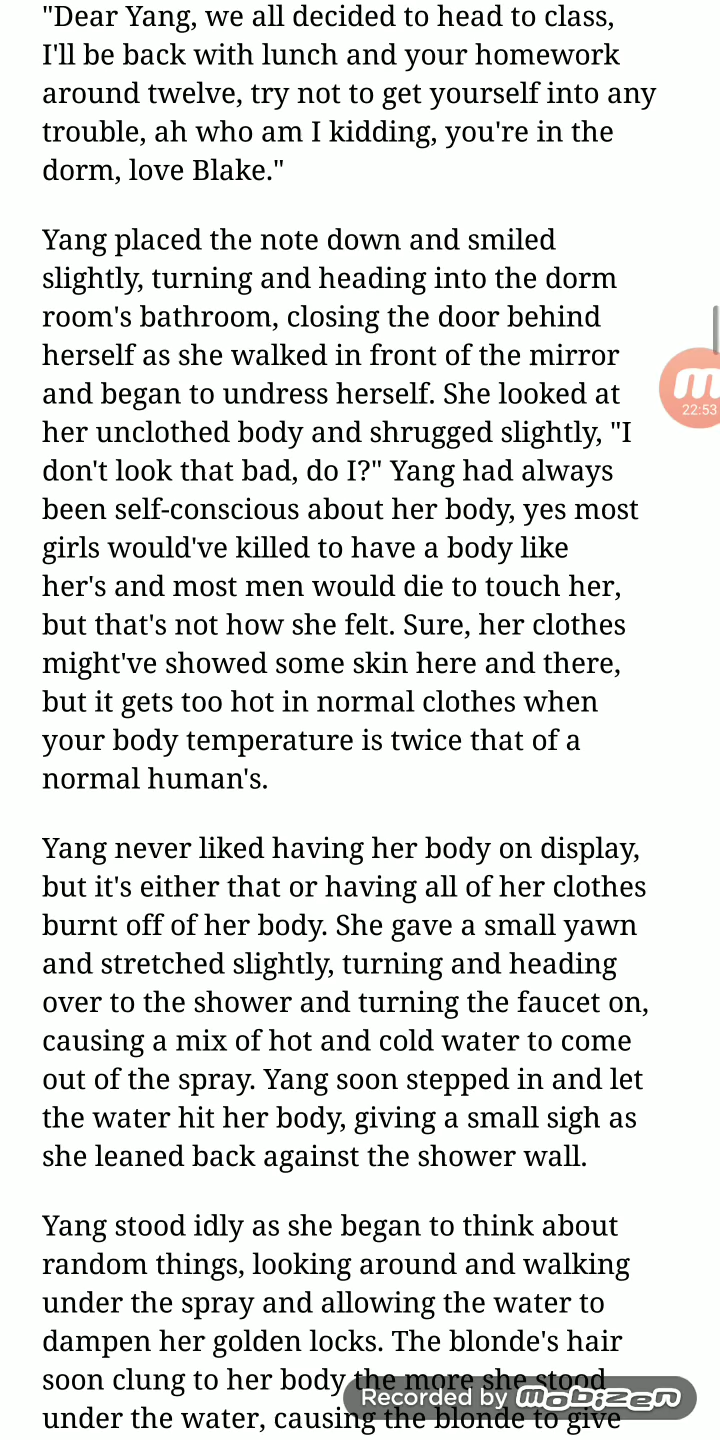 "Dear Yang, we all decided to head to class,
I'll be back with lunch and your homework
around twelve, try not to get yourself into any
trouble, ah who am I kidding, you're in the
dorm, love Blake."
Yang placed the note down and smiled
slightly, turning and heading into the dorm
room's bathroom, closing the door behind
herself as she walked in front of the mirror
and began to undress herself. She looked at
her unclothed body and shrugged slightly, "I
don't look that bad, do I?" Yang had always
been self-conscious about her body, yes most
girls would've killed to have a body like
her's and most men would die to touch her,
but that's not how she felt. Sure, her clothes
might've showed some skin here and there,
but it gets too hot in normal clothes when
your body temperature is twice that of a
normal human's.
Yang never liked having her body on display,
but it's either that or having all of her clothes
burnt off of her body. She gave a small yawn
and stretched slightly, turning and heading
over to the shower and turning the faucet on,
causing a mix of hot and cold water to come
out of the spray. Yang soon stepped in and let
the water hit her body, giving a small sigh as
she leaned back against the shower wall.
Yang stood idly as she began to think about
random things, looking around and walking
under the spray and allowing the water to
dampen her golden locks. The blonde's hair
soon clung to her body the more she stood
under the water, causing the blonde to give
m
22:53
Recorded by mobizen